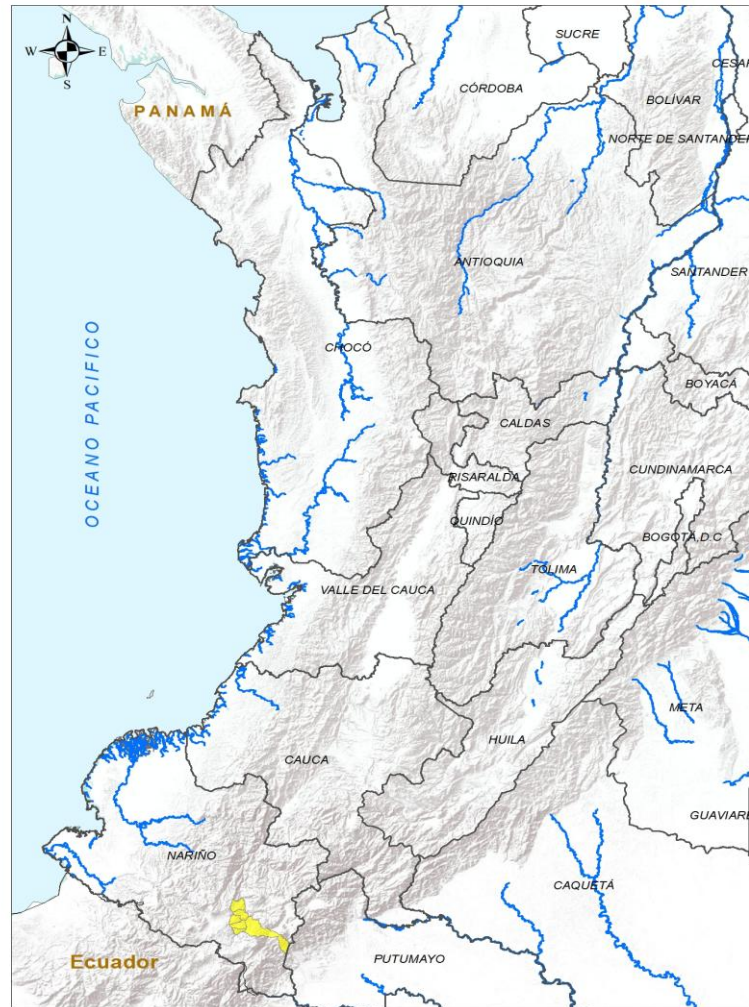 N
W E
S
SUCRE
CESAR
CÓRDOBA
BOLÍVAR
PANAMÁ
NORTE DE SANTANDER
ANTIOQUIA
SANTANDER
OCEANO PACIFICO
CHOCÓ
BOYACÁ
CALDAS
CUNDINAMARCA
RISARALDA
QUINDÍO
BOGOTÁ, D.C
TOLIMA
VALLE DEL CAUCA
META
HUILA
CAUCA
GUAVIARE
NARIÑO
CAQUETÁ
Ecuador
PUTUMAYO